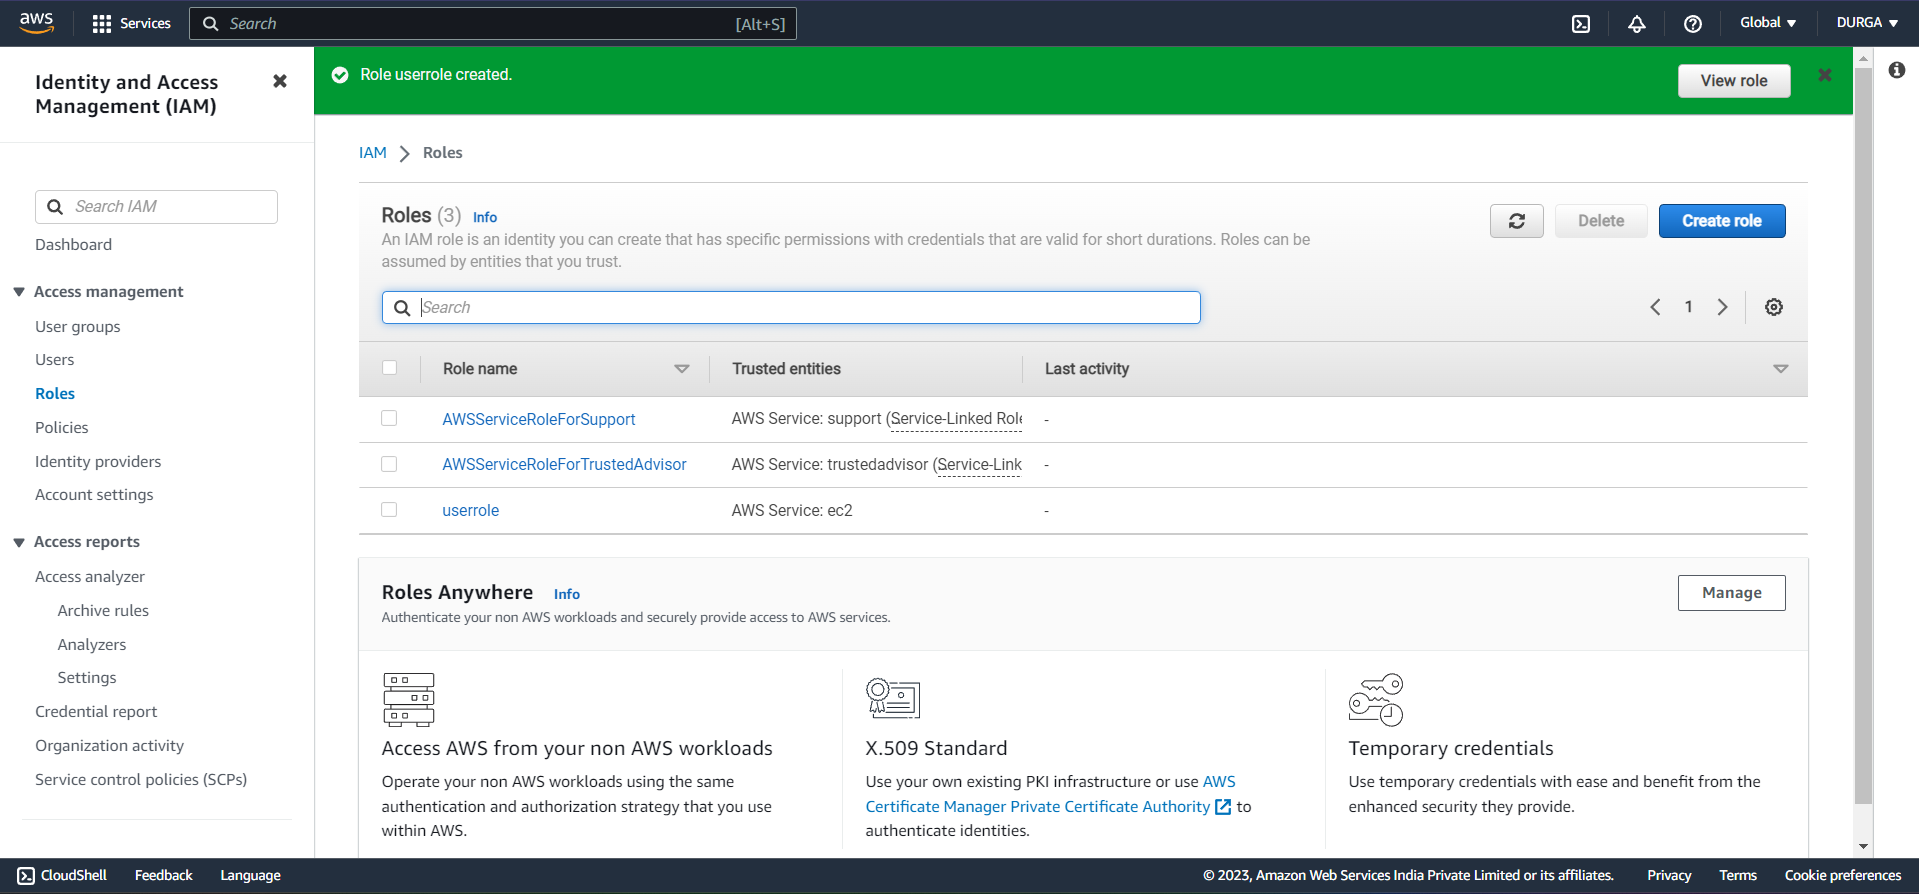 aws
Services
Search
[Alt+S]
Global
DURGA
Identity and Access
Management (IAM)
Search IAM
Dashboard
Access management
User groups
Users
Roles
Policies
Identity providers
Account settings
Access reports
Access analyzer
Archive rules
Analyzers
Settings
Credential report
Organization activity
Service control policies (SCPs)
Role userrole created.
View role
IAM
Roles
Roles (3) Info
An IAM role is an identity you can create that has specific permissions with credentials that are valid for short durations. Roles can be
assumed by entities that you trust.
Delete
Create role
Search
1
Role name
Trusted entities
Last activity
AWSServiceRoleForSupport
AWS Service: support (Service-Linked Role
-
AWSServiceRoleForTrustedAdvisor
AWS Service: trustedadvisor (Service-Link
-
userrole
AWS Service: ec2
-
Roles Anywhere Info
Authenticate your non AWS workloads and securely provide access to AWS services.
Manage
Access AWS from your non AWS workloads
Operate your non AWS workloads using the same
authentication and authorization strategy that you use
within AWS.
X.509 Standard
Use your own existing PKI infrastructure or use AWS
Certificate Manager Private Certificate Authority to
authenticate identities.
Temporary credentials
Use temporary credentials with ease and benefit from the
enhanced security they provide.
CloudShell
Feedback
Language
© 2023, Amazon Web Services India Private Limited or its affiliates.
Privacy
Terms
Cookie preferences